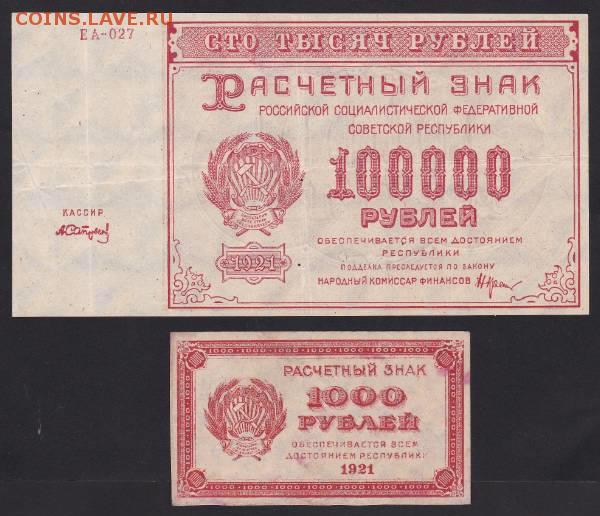 COINS.LAVE.RU
ЕА-027
СТО ТЫСЯЧ РУБЛЕЙ
РАСЧЕТНЫЙ ЗНАК
РОССИЙСКОЙ СОЦИАЛИСТИЧЕСКОЙ ФЕДЕРАТИВНОЙ
СОВЕТСКОЙ РЕСПУБЛИКИ
100000
РУБЛЕЙ
КАССИР
1921
ОБЕСПЕЧИВАЕТСЯ ВСЕМ ДОСТОЯНИЕМ
РЕСПУБЛИКИ
ПОДДЕЛКА ПРЕСЛЕДУЕТСЯ ПО ЗАКОНУ
НАРОДНЫЙ КОМИССАР ФИНАНСОВ
РАСЧЕТНЫЙ ЗНАК
1000
РУБЛЕЙ
ОБЕСПЕЧИВАЕТСЯ ВСЕМ
ДОСТОЯНИЕМ РЕСПУБЛИКИ
1921